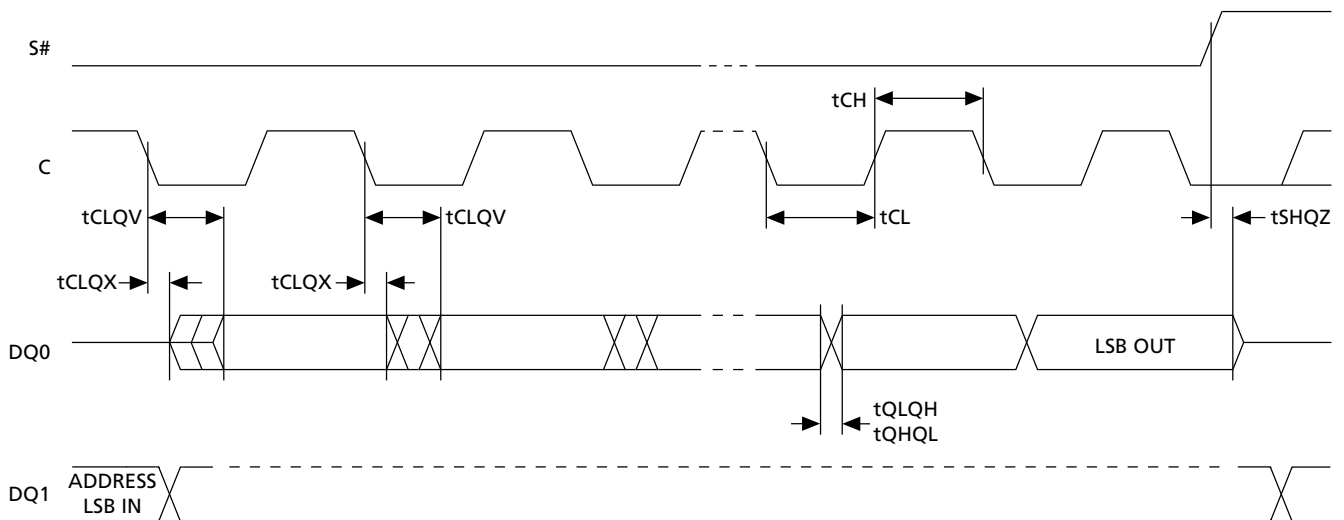 S#
tCH
C
tCLQV
tCLQV
tCL
tSHQZ
tCLQX
tCLQX
DQ0
LSB OUT
tQLQH
tQHQL
DQ1
ADDRESS
LSB IN